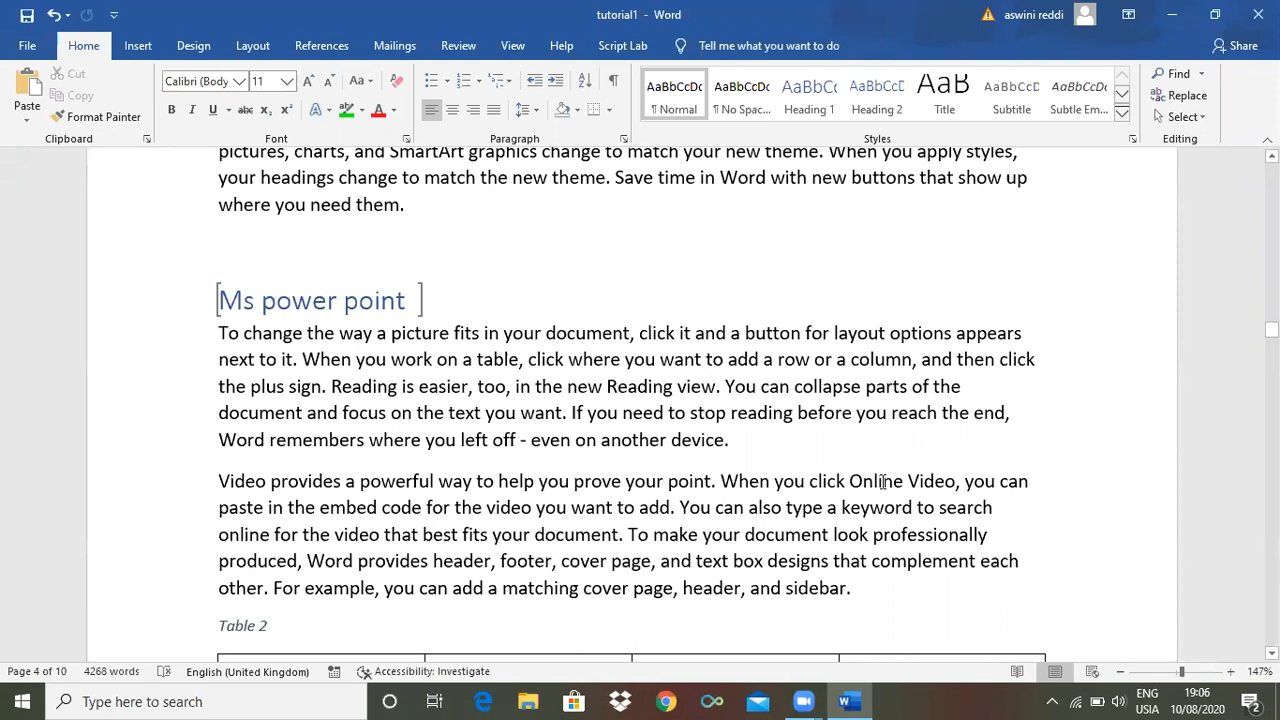 tutorial1 - Word
aswini reddi
File Home Insert Design Layout References Mailings Review View Help Script Lab Tell me what you want to do Share
Paste
Cut
Copy
Format Painter
Clipboard
Calibri (Body 11
Aa
B I U abc x₂ x²
A A
Font
Paragraph
AaBbCcDc AaBbCcDc AaBbCc AaBbCcD AaB AaBbCcD AaBbCcDc
¶ Normal ¶ No Spac... Heading 1 Heading 2 Title Subtitle Subtle Em...
Styles
Find
Replace
Select
Editing
pictures, charts, and SmartArt graphics change to match your new theme. When you apply styles,
your headings change to match the new theme. Save time in Word with new buttons that show up
where you need them.
Ms power point
To change the way a picture fits in your document, click it and a button for layout options appears
next to it. When you work on a table, click where you want to add a row or a column, and then click
the plus sign. Reading is easier, too, in the new Reading view. You can collapse parts of the
document and focus on the text you want. If you need to stop reading before you reach the end,
Word remembers where you left off - even on another device.
Video provides a powerful way to help you prove your point. When you click Online Video, you can
paste in the embed code for the video you want to add. You can also type a keyword to search
online for the video that best fits your document. To make your document look professionally
produced, Word provides header, footer, cover page, and text box designs that complement each
other. For example, you can add a matching cover page, header, and sidebar.
Table 2
Page 4 of 10 4268 words English (United Kingdom) Accessibility: Investigate 147%
Type here to search
ENG
USIA
19:06
10/08/2020
2